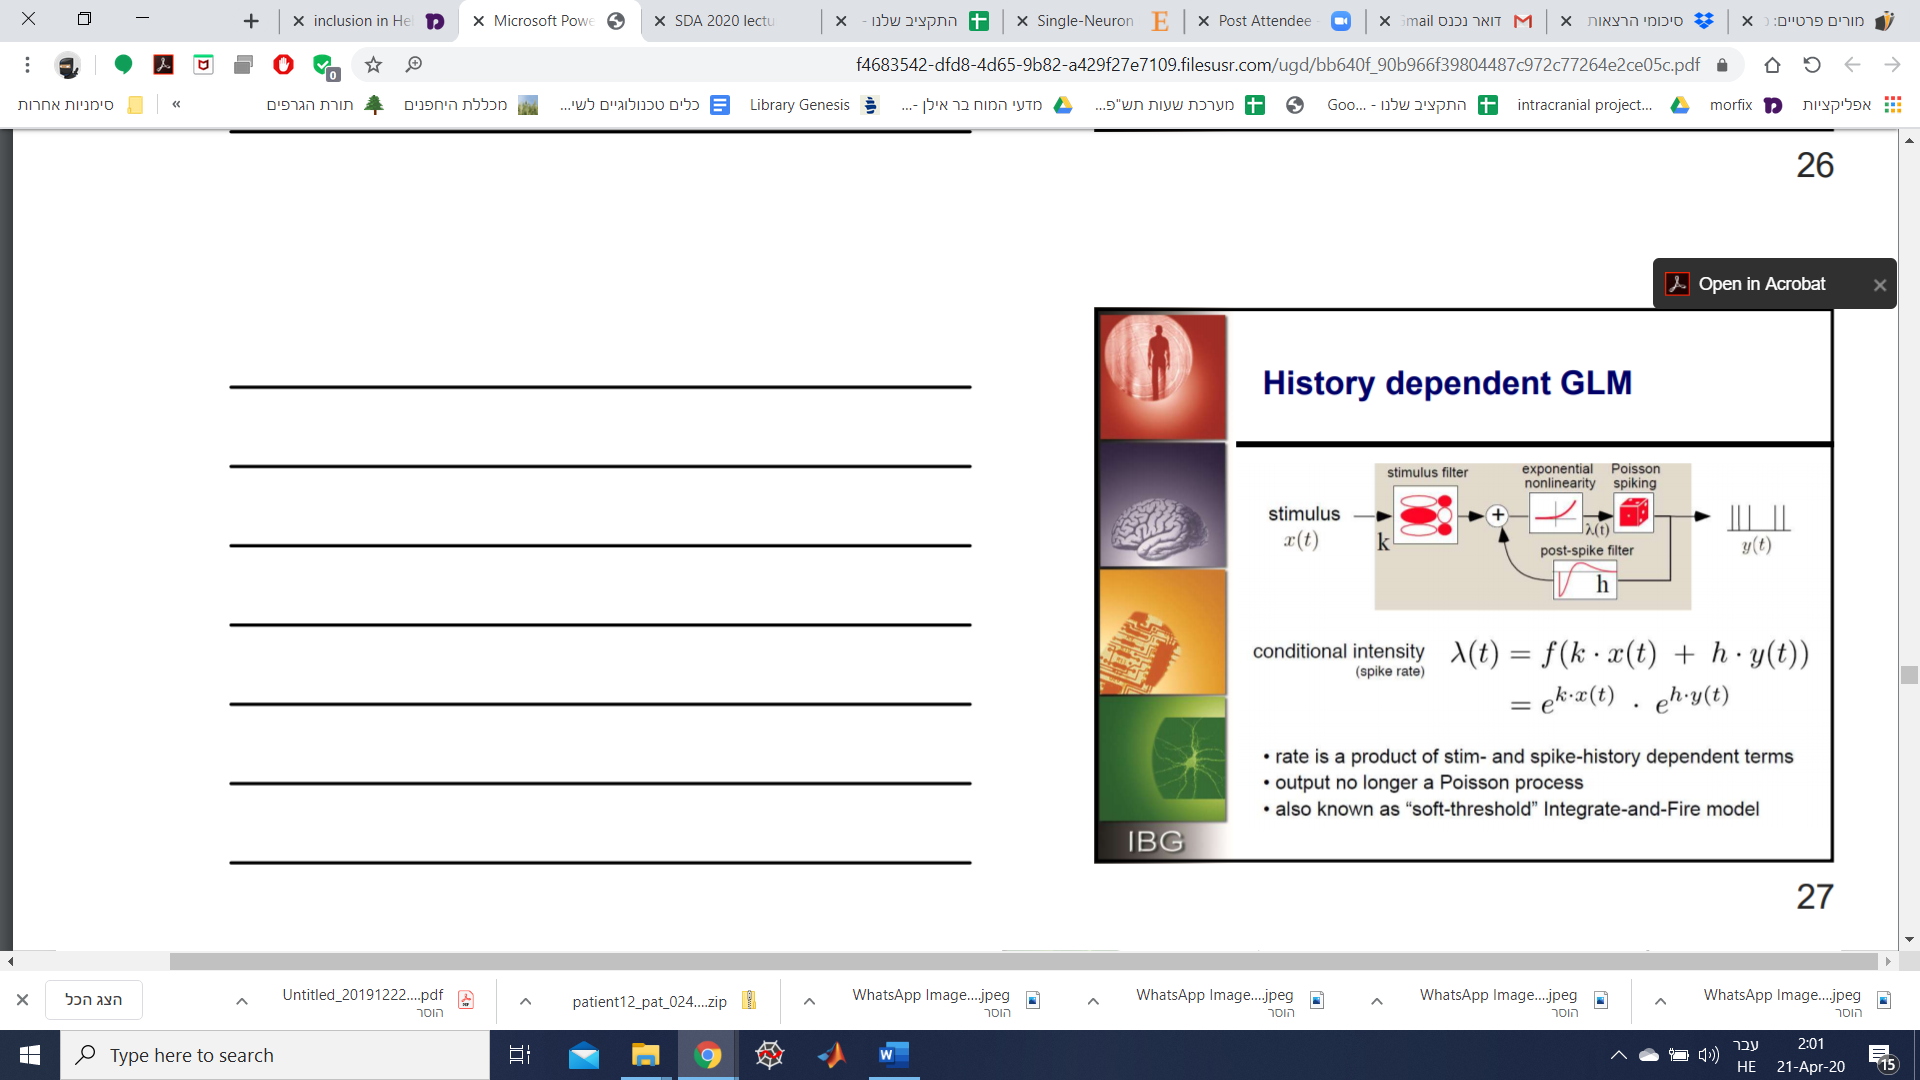 inclusion in He
Microsoft Powe
SDA 2020 lectu
התקציב שלנו -
Single-Neuron
Post Attendee
דואר נכנס Gmail
סיכומי הרצאות
מורים פרטיים: כ
0
f4683542-dfd8-4d65-9b82-a429f27e7109.filesusr.com/ugd/bb640f_90b966f39804487c972c77264e2ce05c.pdf
סימניות אחרות
«
תורת הגרפים
מכללת היחפנים
כלים טכנולוגיים לשי...
Library Genesis
מדעי המוח בר אילן -...
מערכת שעות תש"פ...
התקציב שלנו - Goo...
intracranial project...
morfix
אפליקציות
26
Open in Acrobat
History dependent GLM
stimulus filter
exponential nonlinearity
Poisson spiking
stimulus
x(t)
k
+
λ(t)
post-spike filter
h
y(t)
conditional intensity
(spike rate)
λ(t) = f(k · x(t) + h · y(t))
= e^{k·x(t)} · e^{h·y(t)}
• rate is a product of stim- and spike-history dependent terms
• output no longer a Poisson process
• also known as “soft-threshold” Integrate-and-Fire model
IBG
27
הצג הכל
Untitled_20191222....pdf
הוסר
patient12_pat_024....zip
WhatsApp Image....jpeg
הוסר
WhatsApp Image....jpeg
הוסר
WhatsApp Image....jpeg
הוסר
WhatsApp Image....jpeg
הוסר
Type here to search
עבר
HE
2:01
21-Apr-20
15